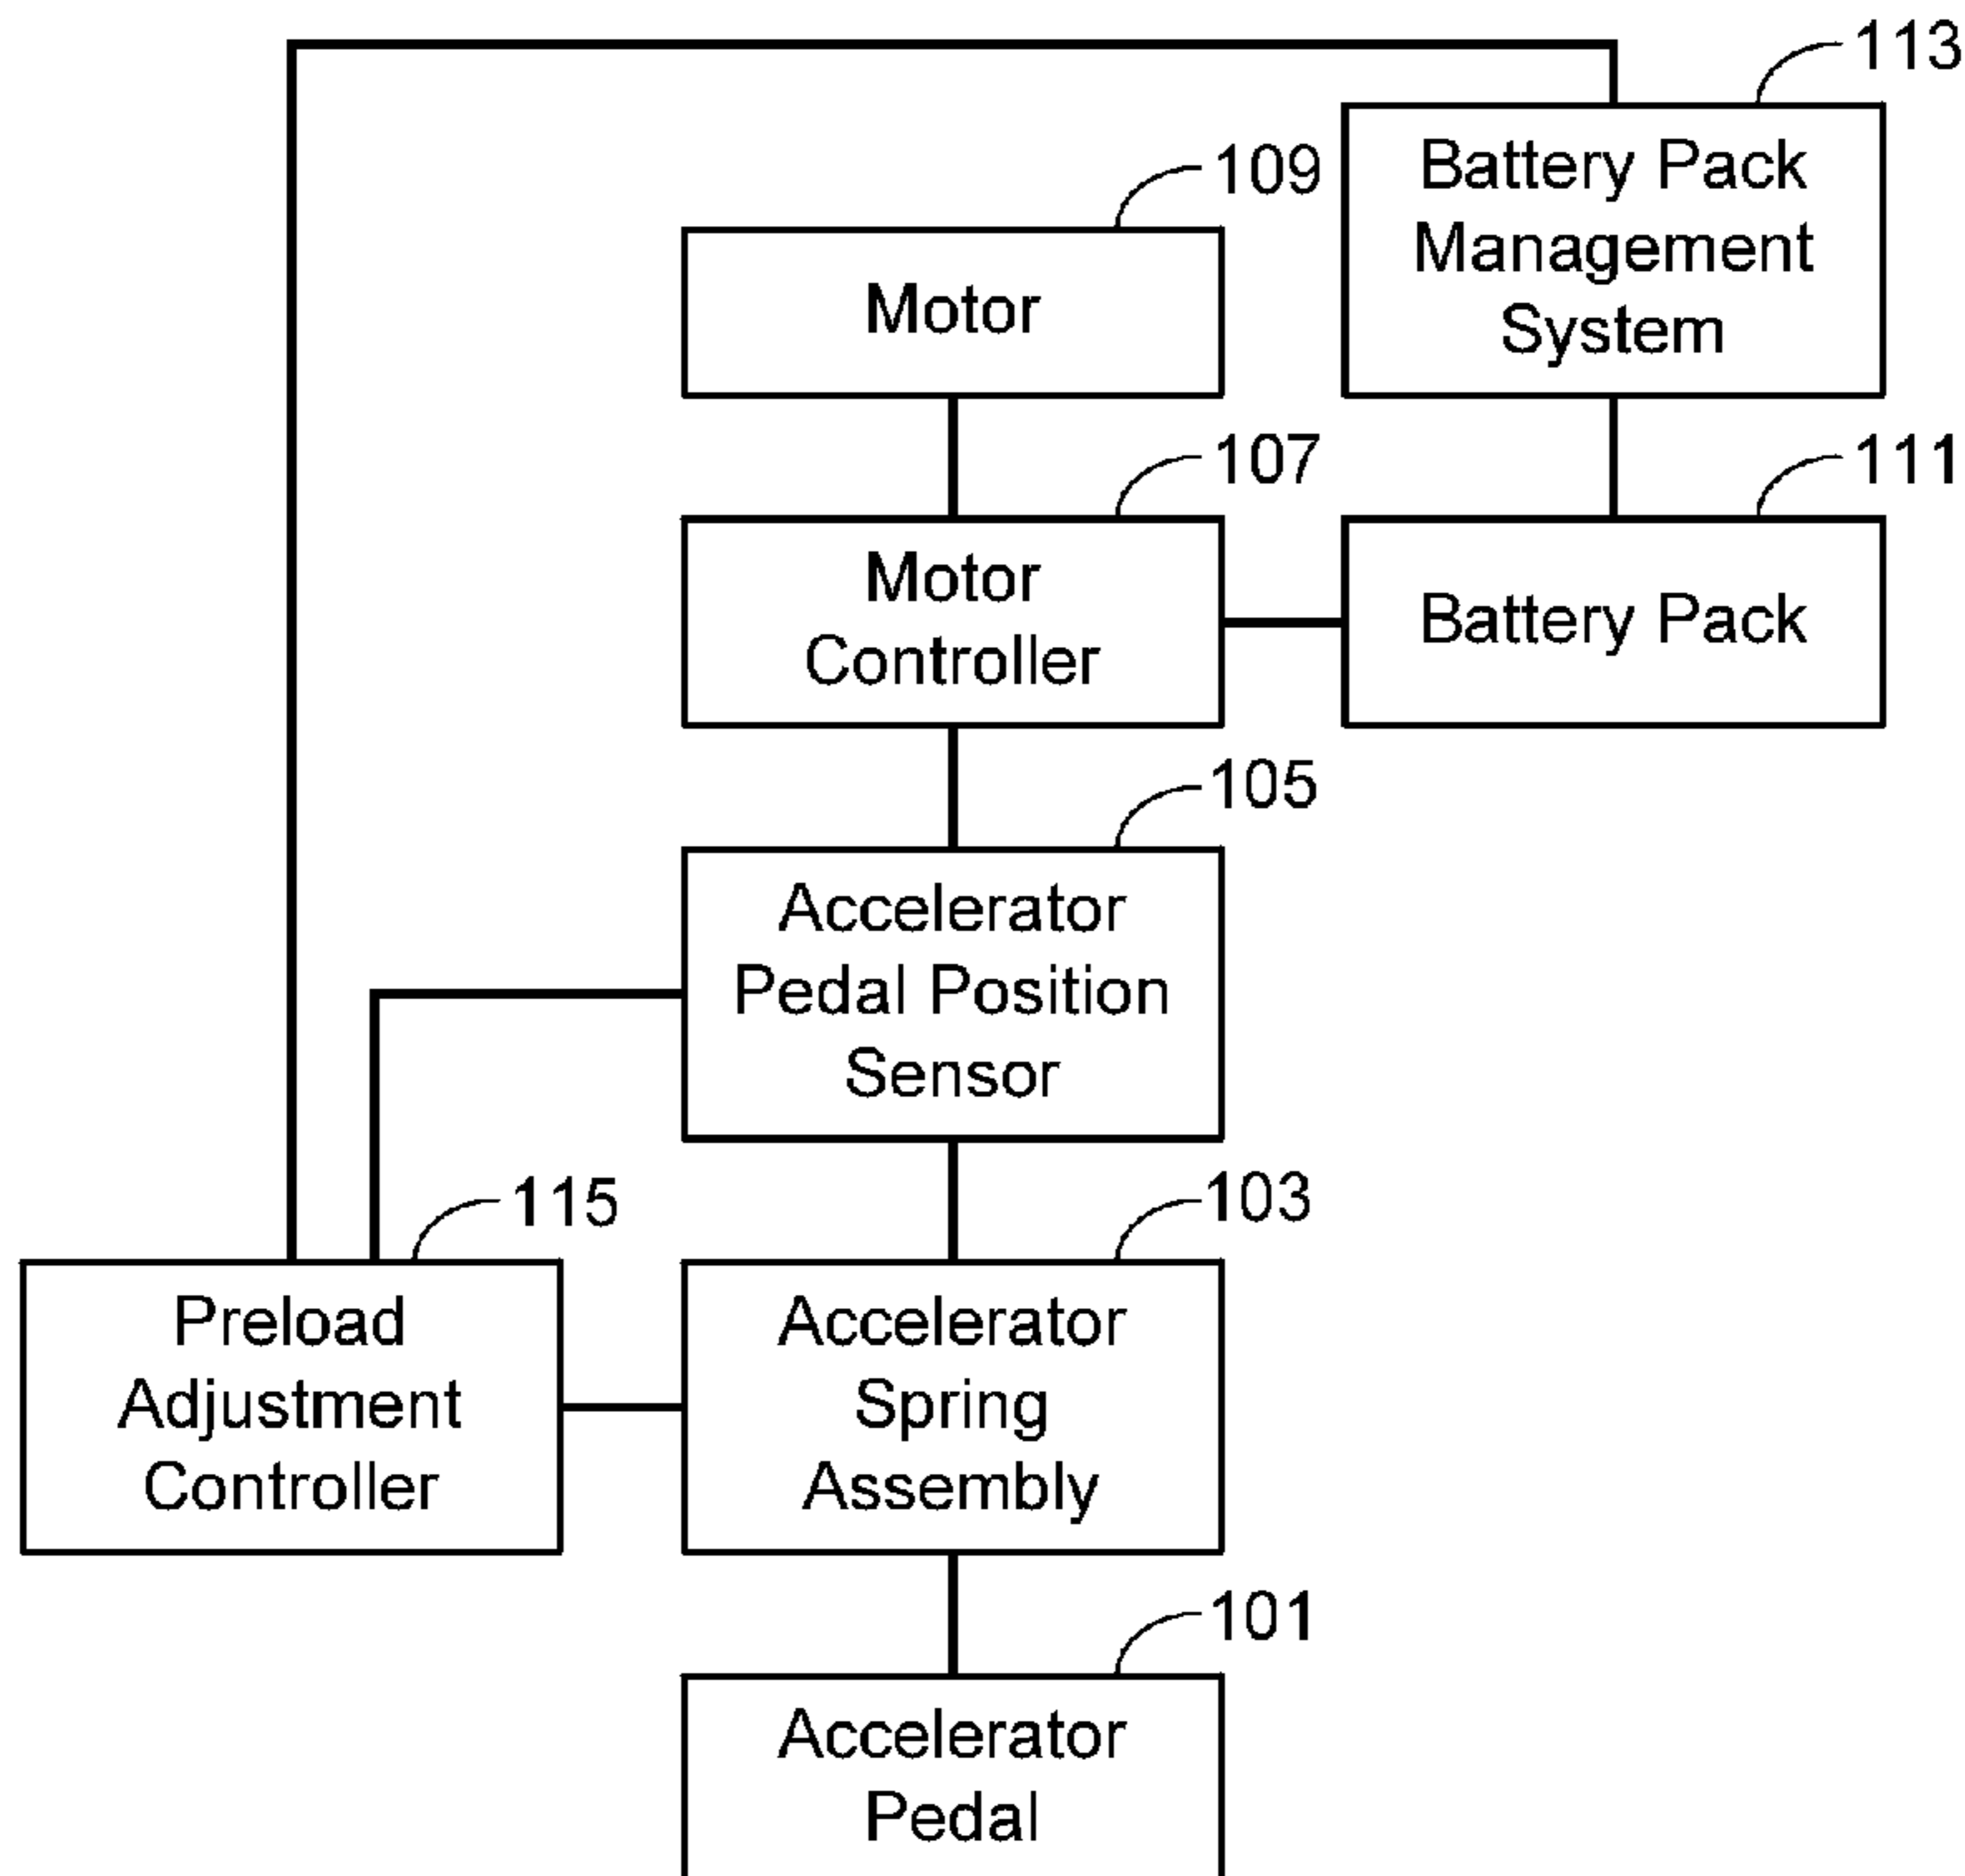 113
Battery Pack
Management
System
109
Motor
107
Motor
Controller
111
Battery Pack
105
Accelerator
Pedal Position
Sensor
115
Preload
Adjustment
Controller
103
Accelerator
Spring
Assembly
101
Accelerator
Pedal